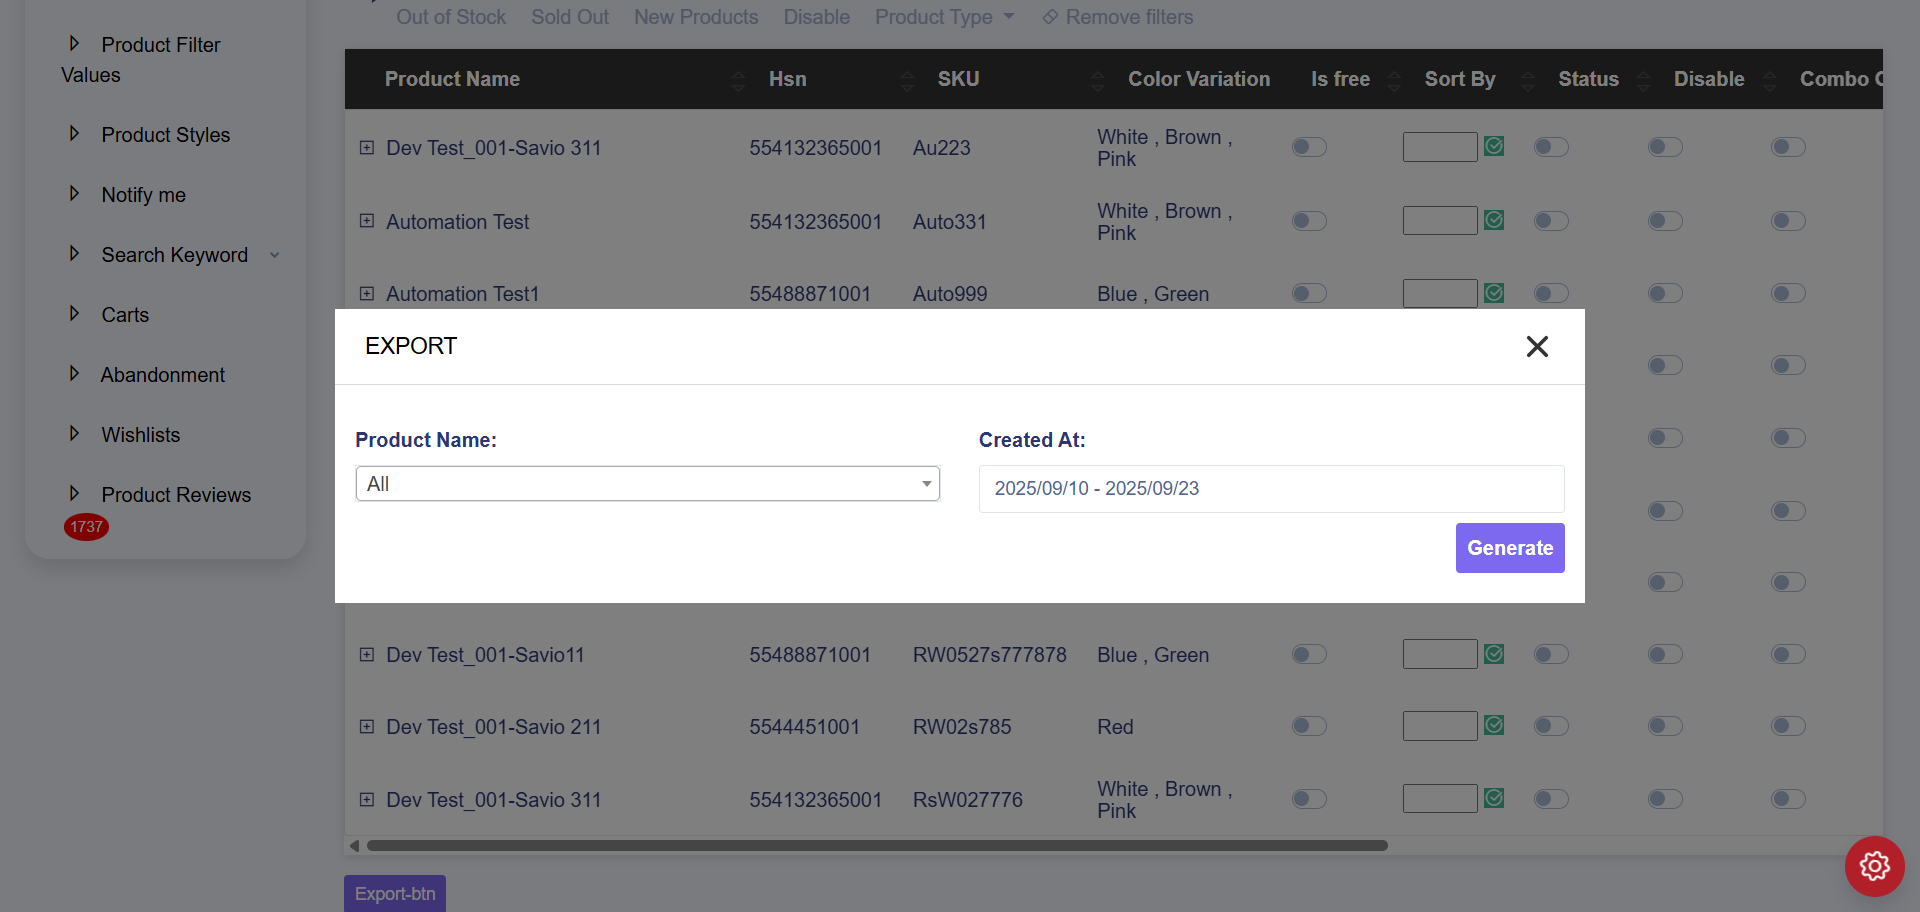 Out of Stock Sold Out New Products Disable Product Type Remove filters
Product Filter
Values
Product Styles
Notify me
Search Keyword
Carts
Abandonment
Wishlists
Product Reviews
1737
Product Name Hsn SKU Color Variation Is free Sort By Status Disable Combo
Dev Test_001-Savio 311 554132365001 Au223 White , Brown ,
Pink
Automation Test 554132365001 Auto331 White , Brown ,
Pink
Automation Test1 55488871001 Auto999 Blue , Green
EXPORT
Product Name:
All
Created At:
2025/09/10 - 2025/09/23
Generate
Dev Test_001-Savio11 55488871001 RW0527s777878 Blue , Green
Dev Test_001-Savio 211 5544451001 RW02s785 Red
Dev Test_001-Savio 311 554132365001 RsW027776 White , Brown ,
Pink
Export-btn